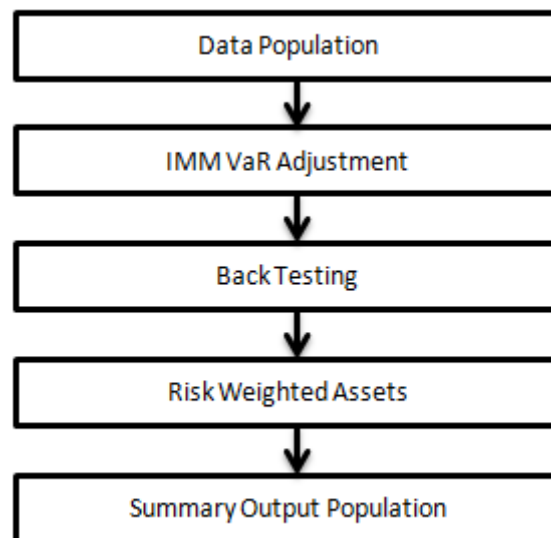 Data Population
IMM VaR Adjustment
Back Testing
Risk Weighted Assets
Summary Output Population